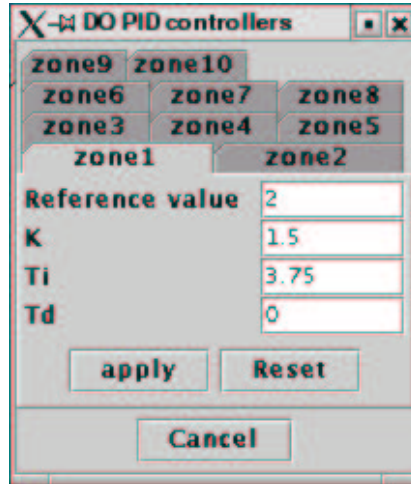 DO PID controllers
zone9 zone10
zone6 zone7 zone8
zone3 zone4 zone5
zone1 zone2
Reference value 2
K 1.5
Ti 3.75
Td 0
apply Reset
Cancel